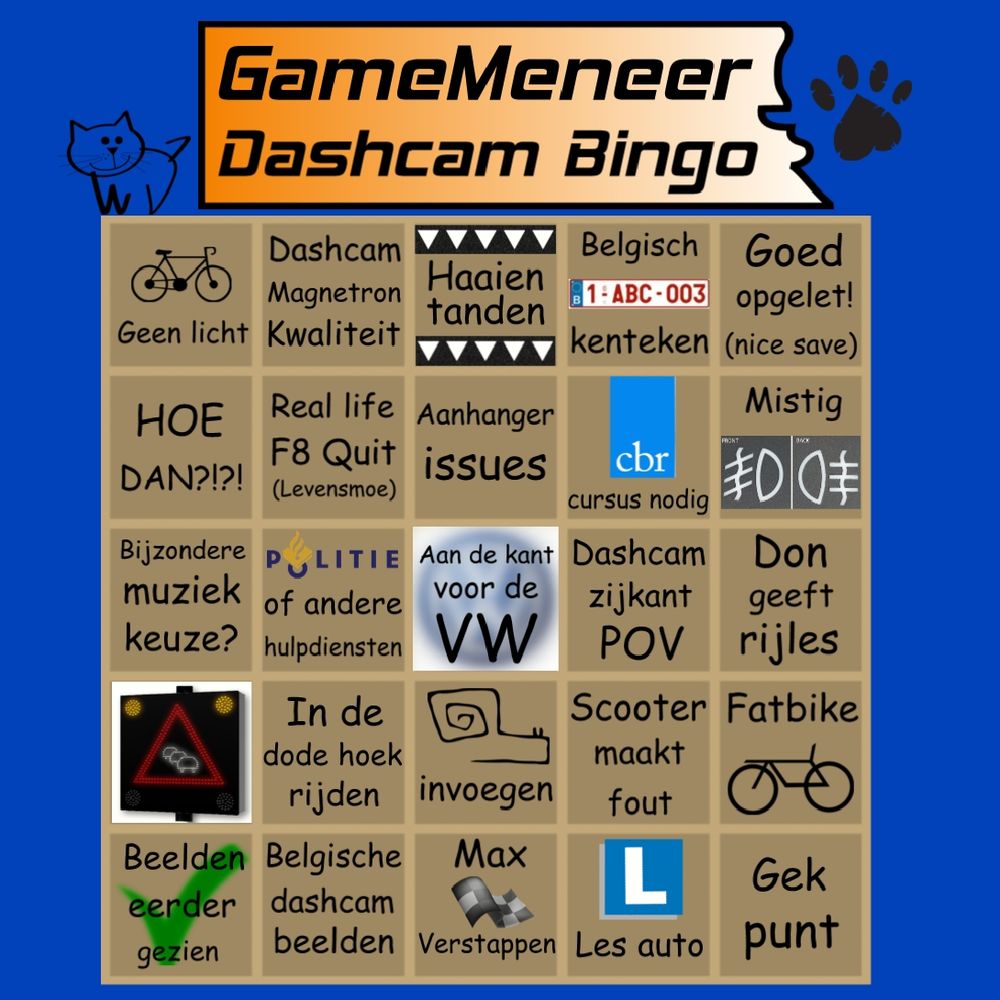 GameMeneer
Dashcam Bingo
Geen licht
Dashcam
Magnetron
Kwaliteit
Haaien
tanden
Belgisch
B 1-ABC-003
kenteken
Goed
opgelet!
(nice save)
HOE
DAN?!?!
Real life
F8 Quit
(Levensmoe)
Aanhanger
issues
cbr
cursus nodig
Mistig
FRONT
BACK
Bijzondere
muziek
keuze?
POLITIE
of andere
hulpdiensten
Aan de kant
voor de
VW
Dashcam
zijkant
POV
Don
geeft
rijles
In de
dode hoek
rijden
invoegen
Scooter
maakt
fout
Fatbike
Beelden
eerder
gezien
Belgische
dashcam
beelden
Max
Verstappen
L
Les auto
Gek
punt